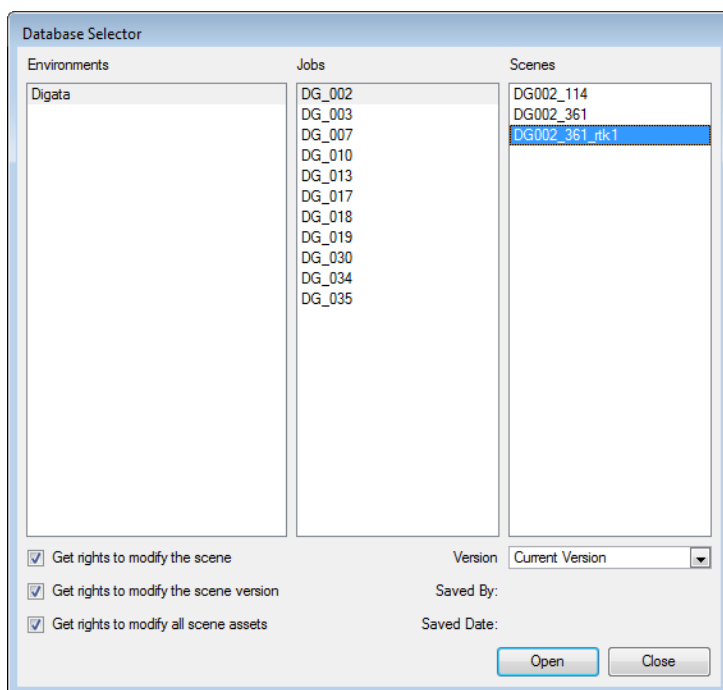 Database Selector
Environments
Jobs
Scenes
Digata
DG_002
DG_003
DG_007
DG_010
DG_013
DG_017
DG_018
DG_019
DG_030
DG_034
DG_035
DG002_114
DG002_361
DG002_361_rtk1
Get rights to modify the scene
Get rights to modify the scene version
Get rights to modify all scene assets
Version
Current Version
Saved By:
Saved Date:
Open
Close